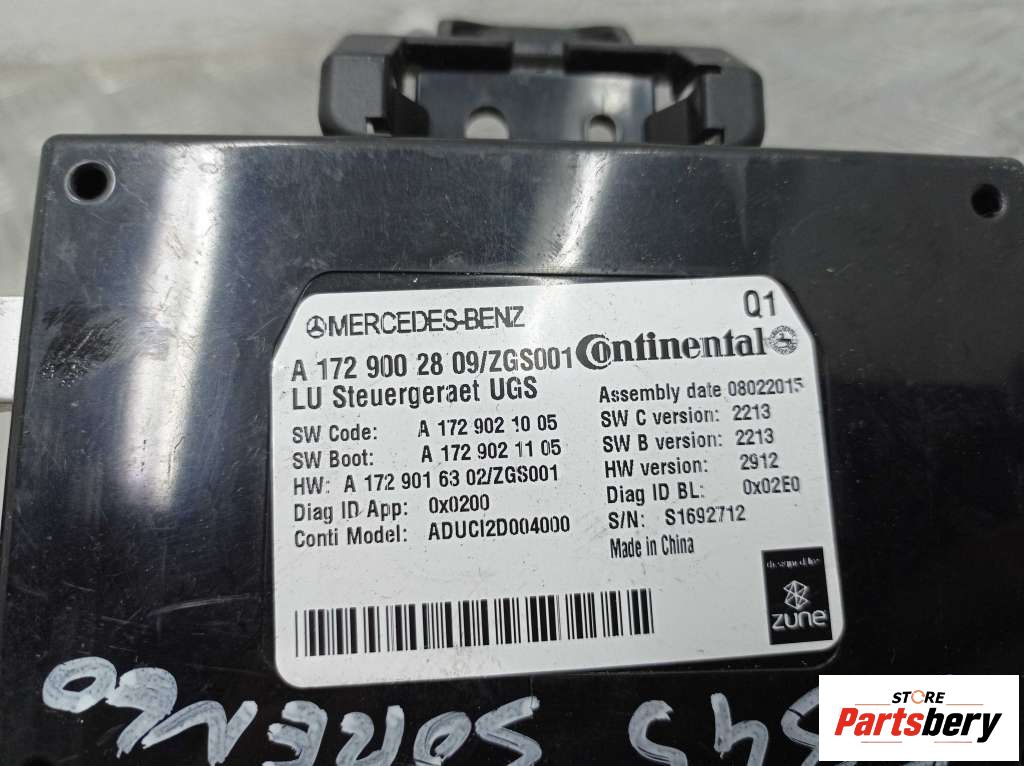 MERCEDES-BENZ
Q1
A 172 900 28 09/ZGS001
Continental
LU Steuergeraet UGS
Assembly date 08022015
SW Code: A 172 902 10 05
SW C version: 2213
SW Boot: A 172 902 11 05
SW B version: 2213
HW: A 172 901 63 02/ZGS001
HW version: 2912
Diag ID App: 0x0200
Diag ID BL: 0x02E0
Conti Model: ADUCI2D004000
S/N: S1692712
Made in China
zune
STORE
Partsbery